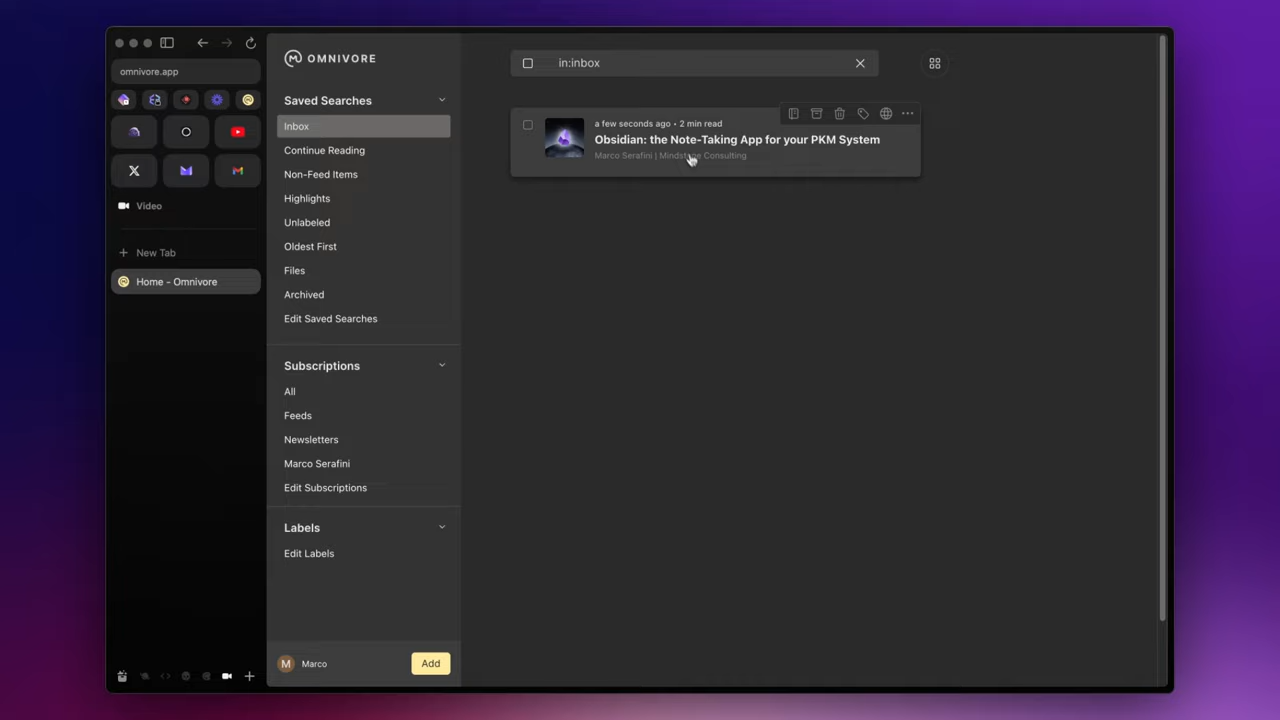 omnivore.app
Video
New Tab
Home - Omnivore
OMNIVORE
Saved Searches
Inbox
Continue Reading
Non-Feed Items
Highlights
Unlabeled
Oldest First
Files
Archived
Edit Saved Searches
Subscriptions
All
Feeds
Newsletters
Marco Serafini
Edit Subscriptions
Labels
Edit Labels
M
Marco
Add
in:inbox
a few seconds ago • 2 min read
Obsidian: the Note-Taking App for your PKM System
Marco Serafini | Mindstone Consulting